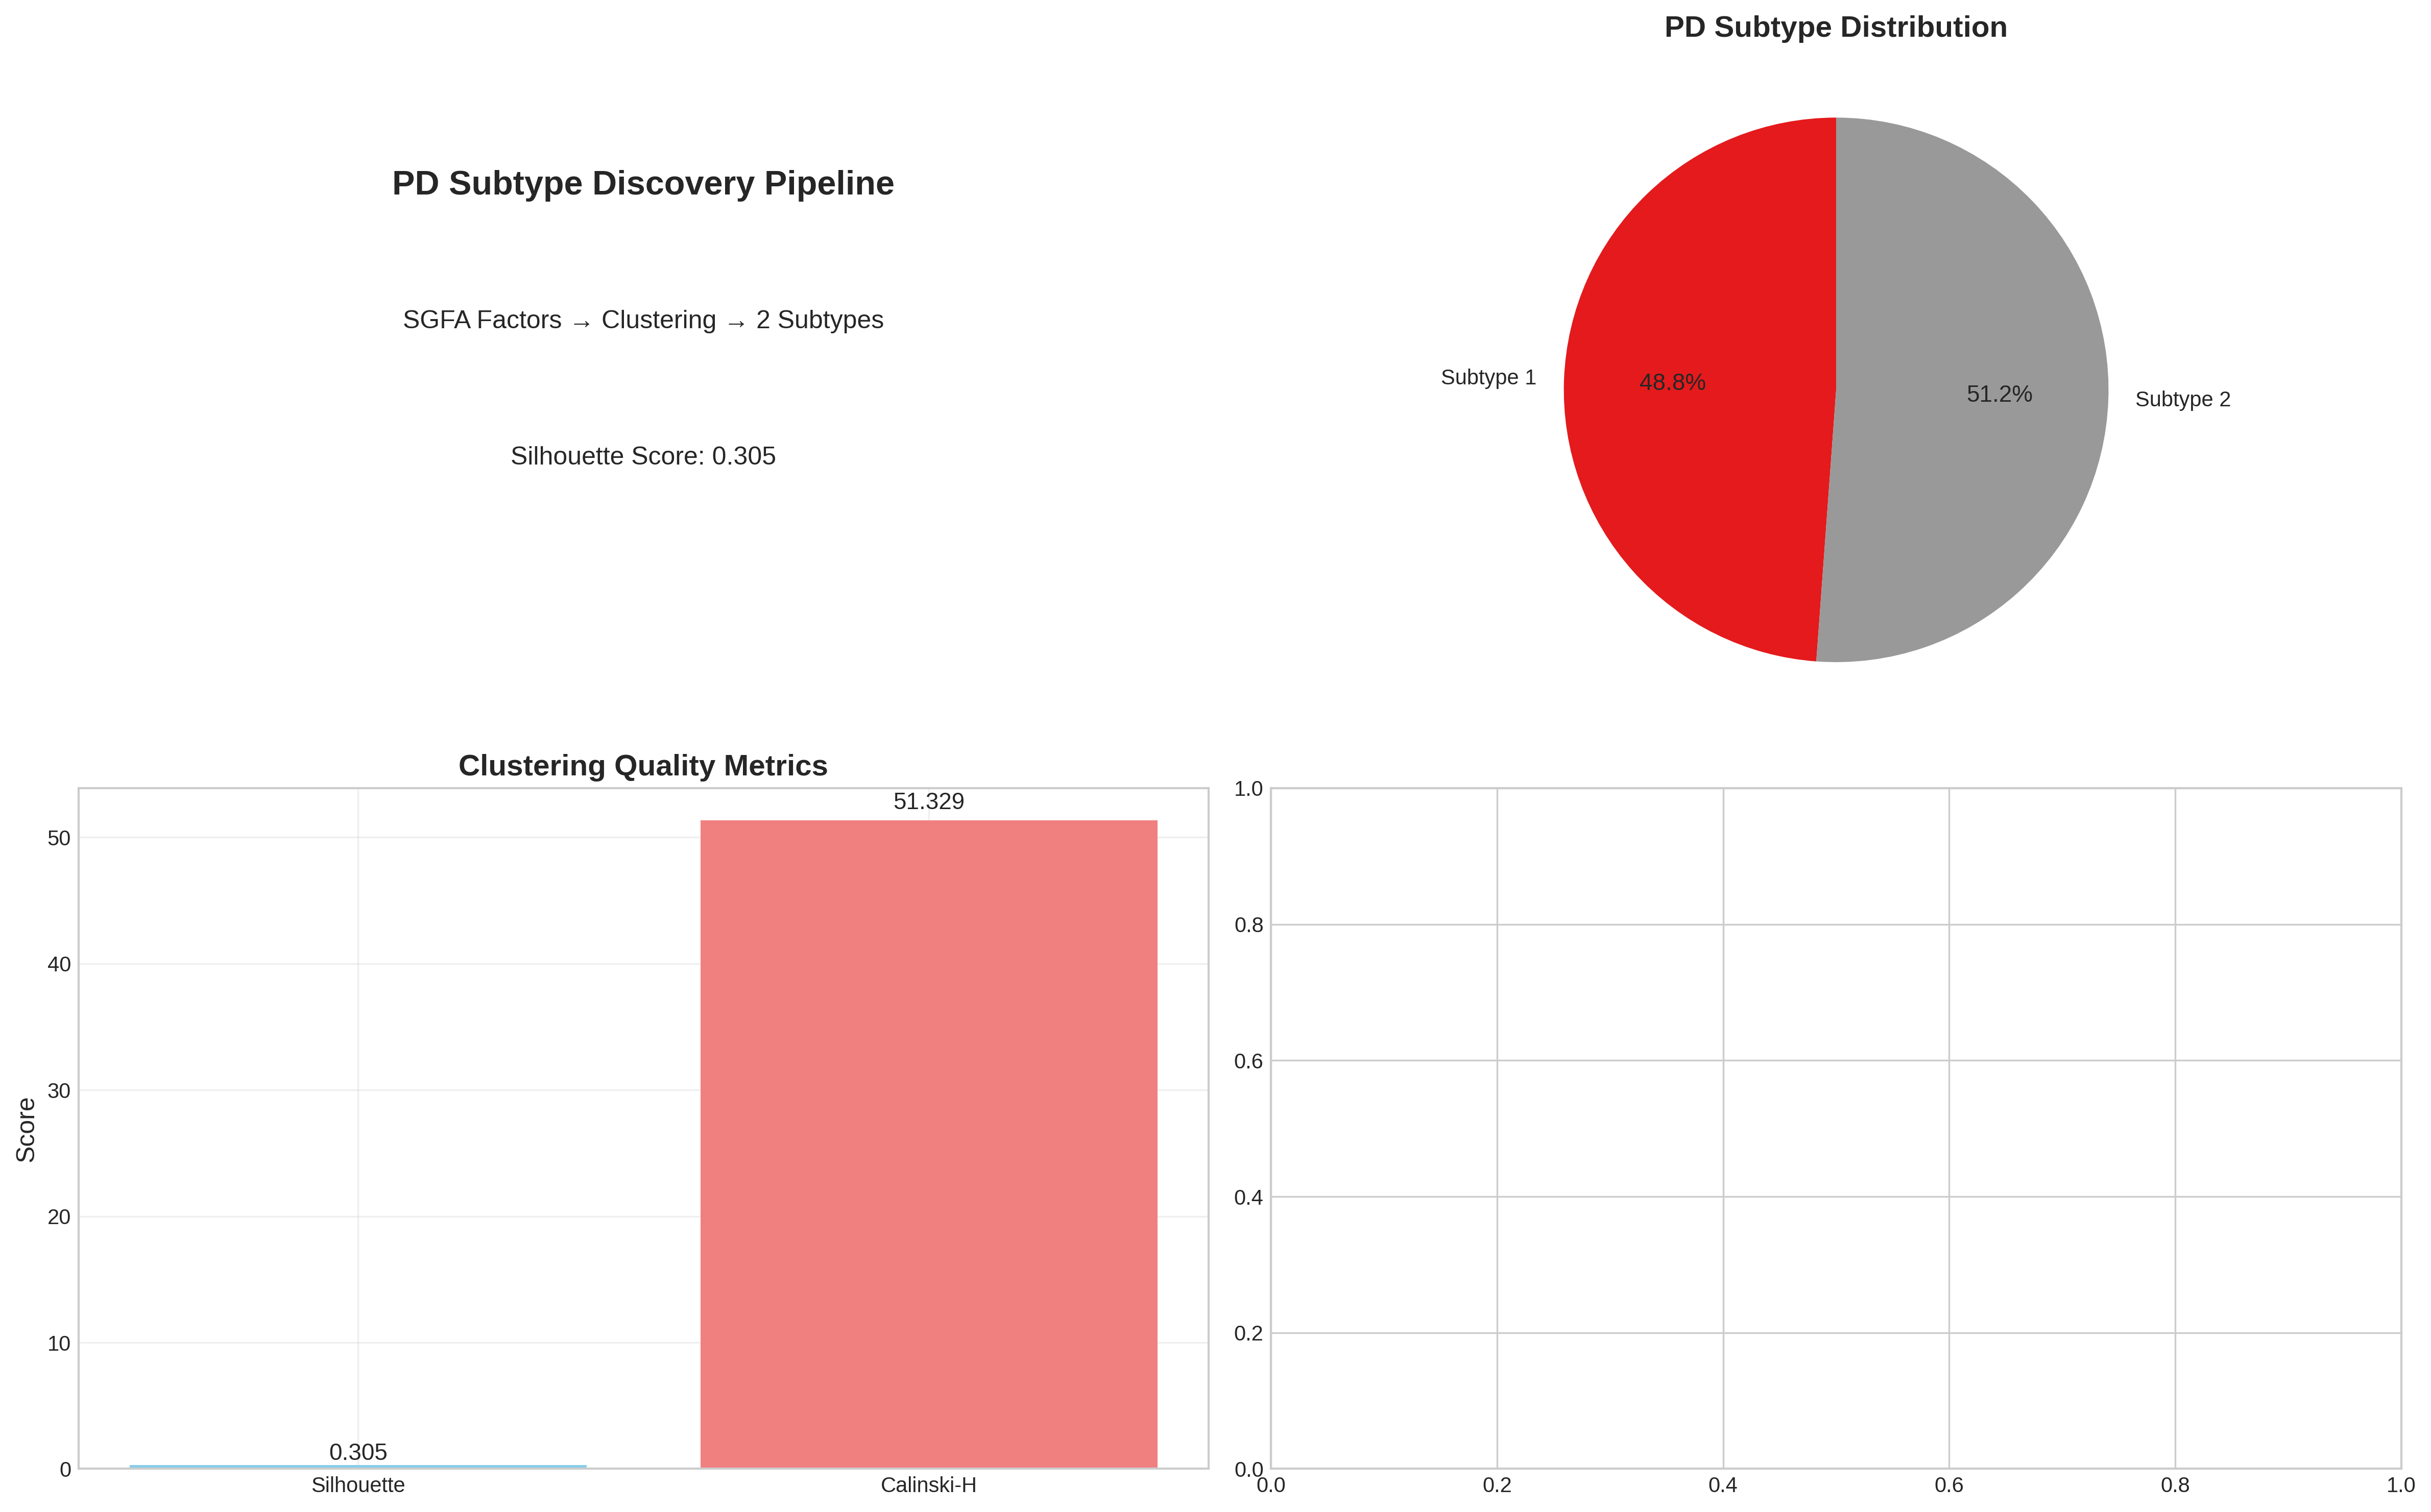 PD Subtype Discovery Pipeline
SGFA Factors → Clustering → 2 Subtypes
Silhouette Score: 0.305
PD Subtype Distribution
Subtype 1
48.8%
51.2%
Subtype 2
Clustering Quality Metrics
Score
50
40
30
20
10
0
51.329
0.305
Silhouette
Calinski-H
1.0
0.8
0.6
0.4
0.2
0.0
0.0
0.2
0.4
0.6
0.8
1.0